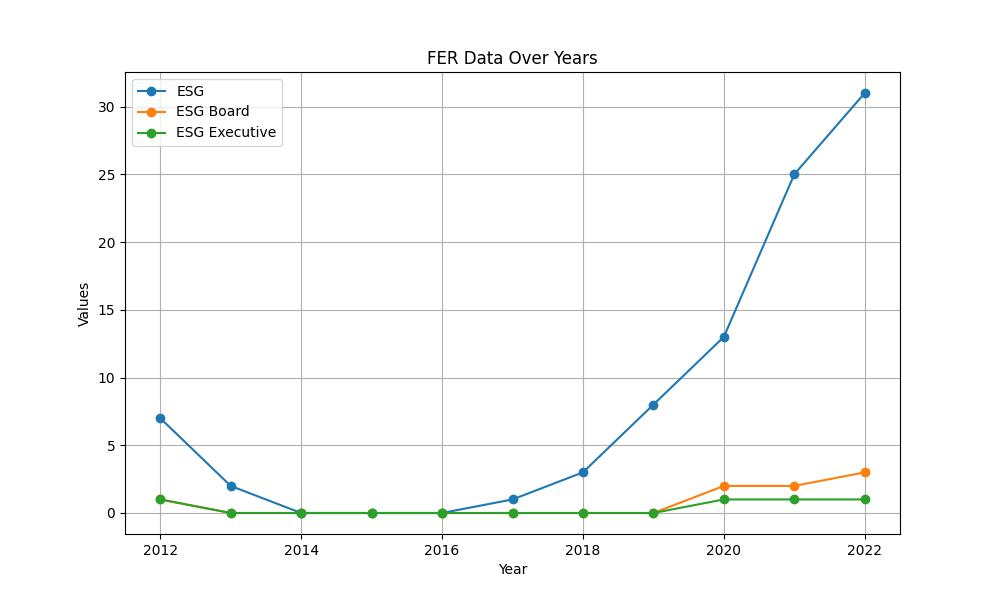 FER Data Over Years
ESG
ESG Board
ESG Executive
30
25
20
15
10
5
0
Values
2012 2014 2016 2018 2020 2022
Year